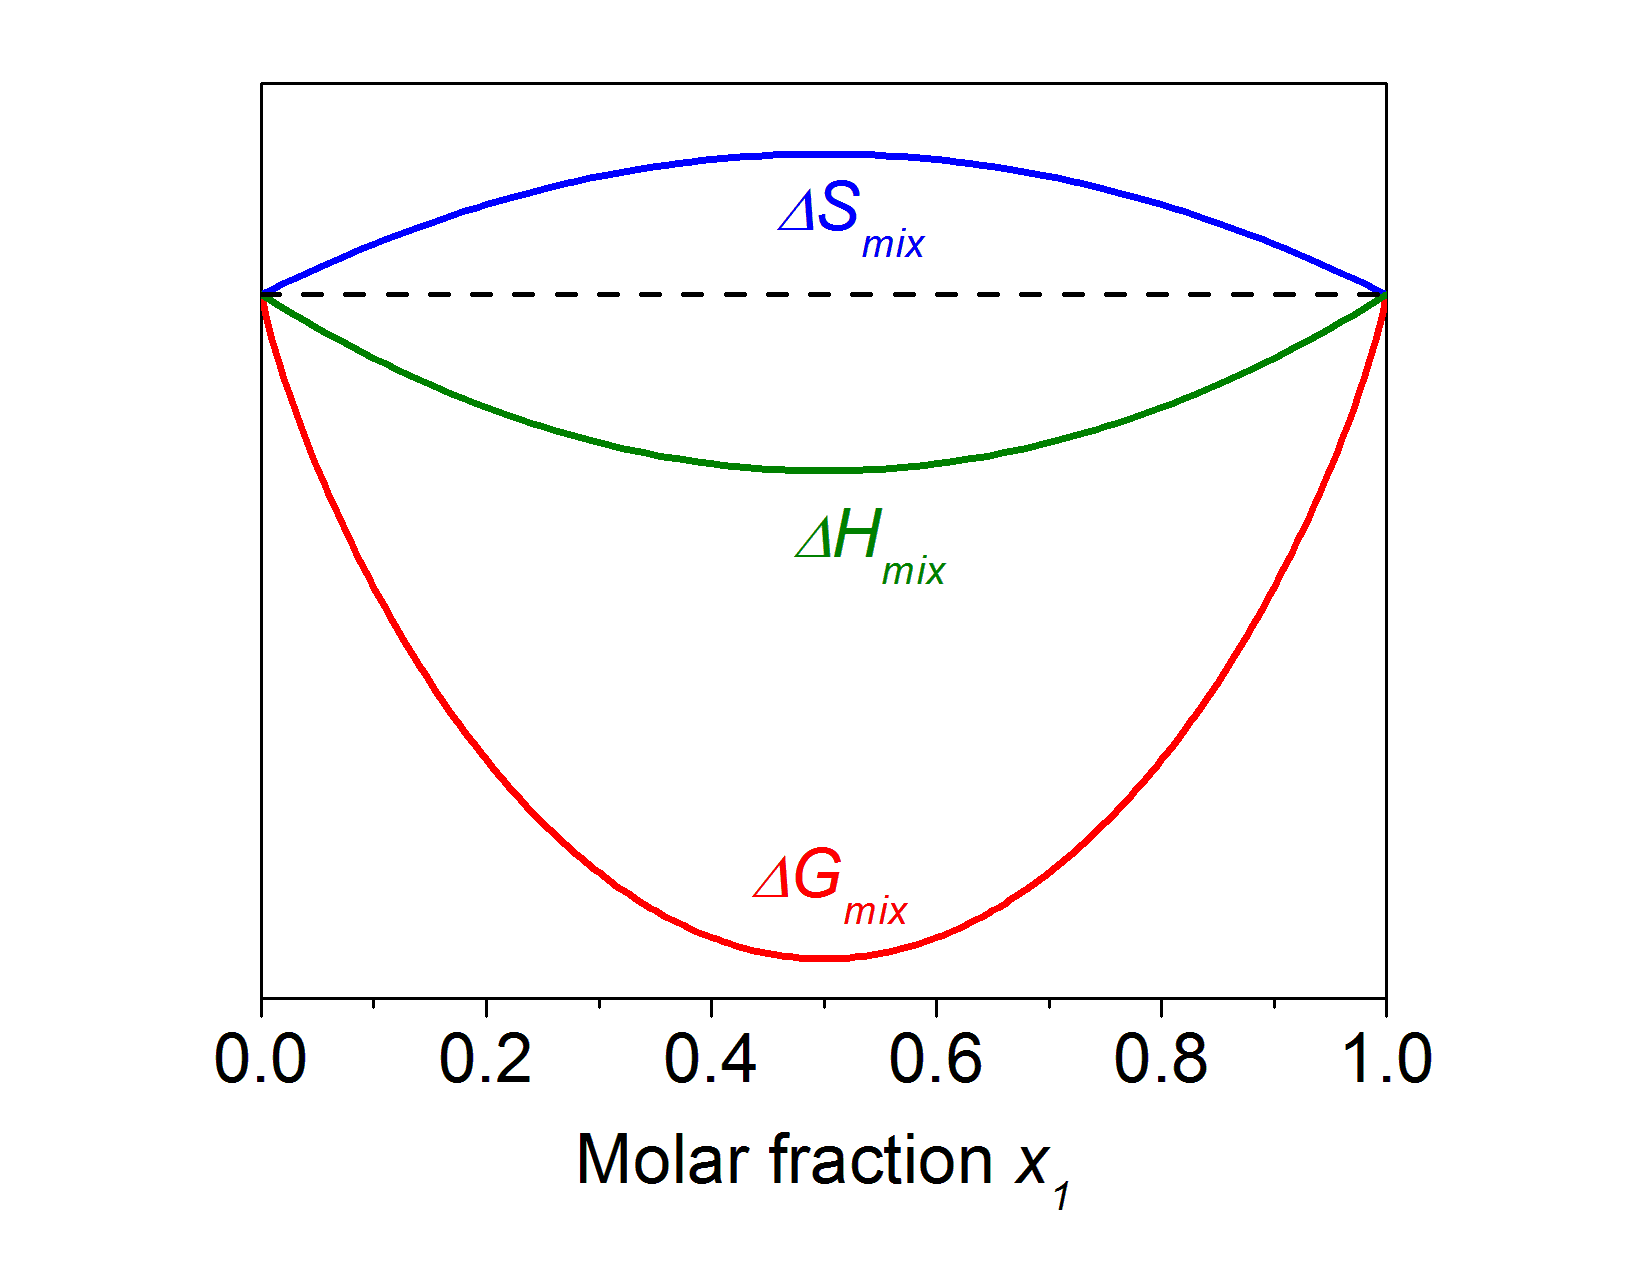 ΔS_mix
ΔH_mix
ΔG_mix
0.0 0.2 0.4 0.6 0.8 1.0
Molar fraction x_1